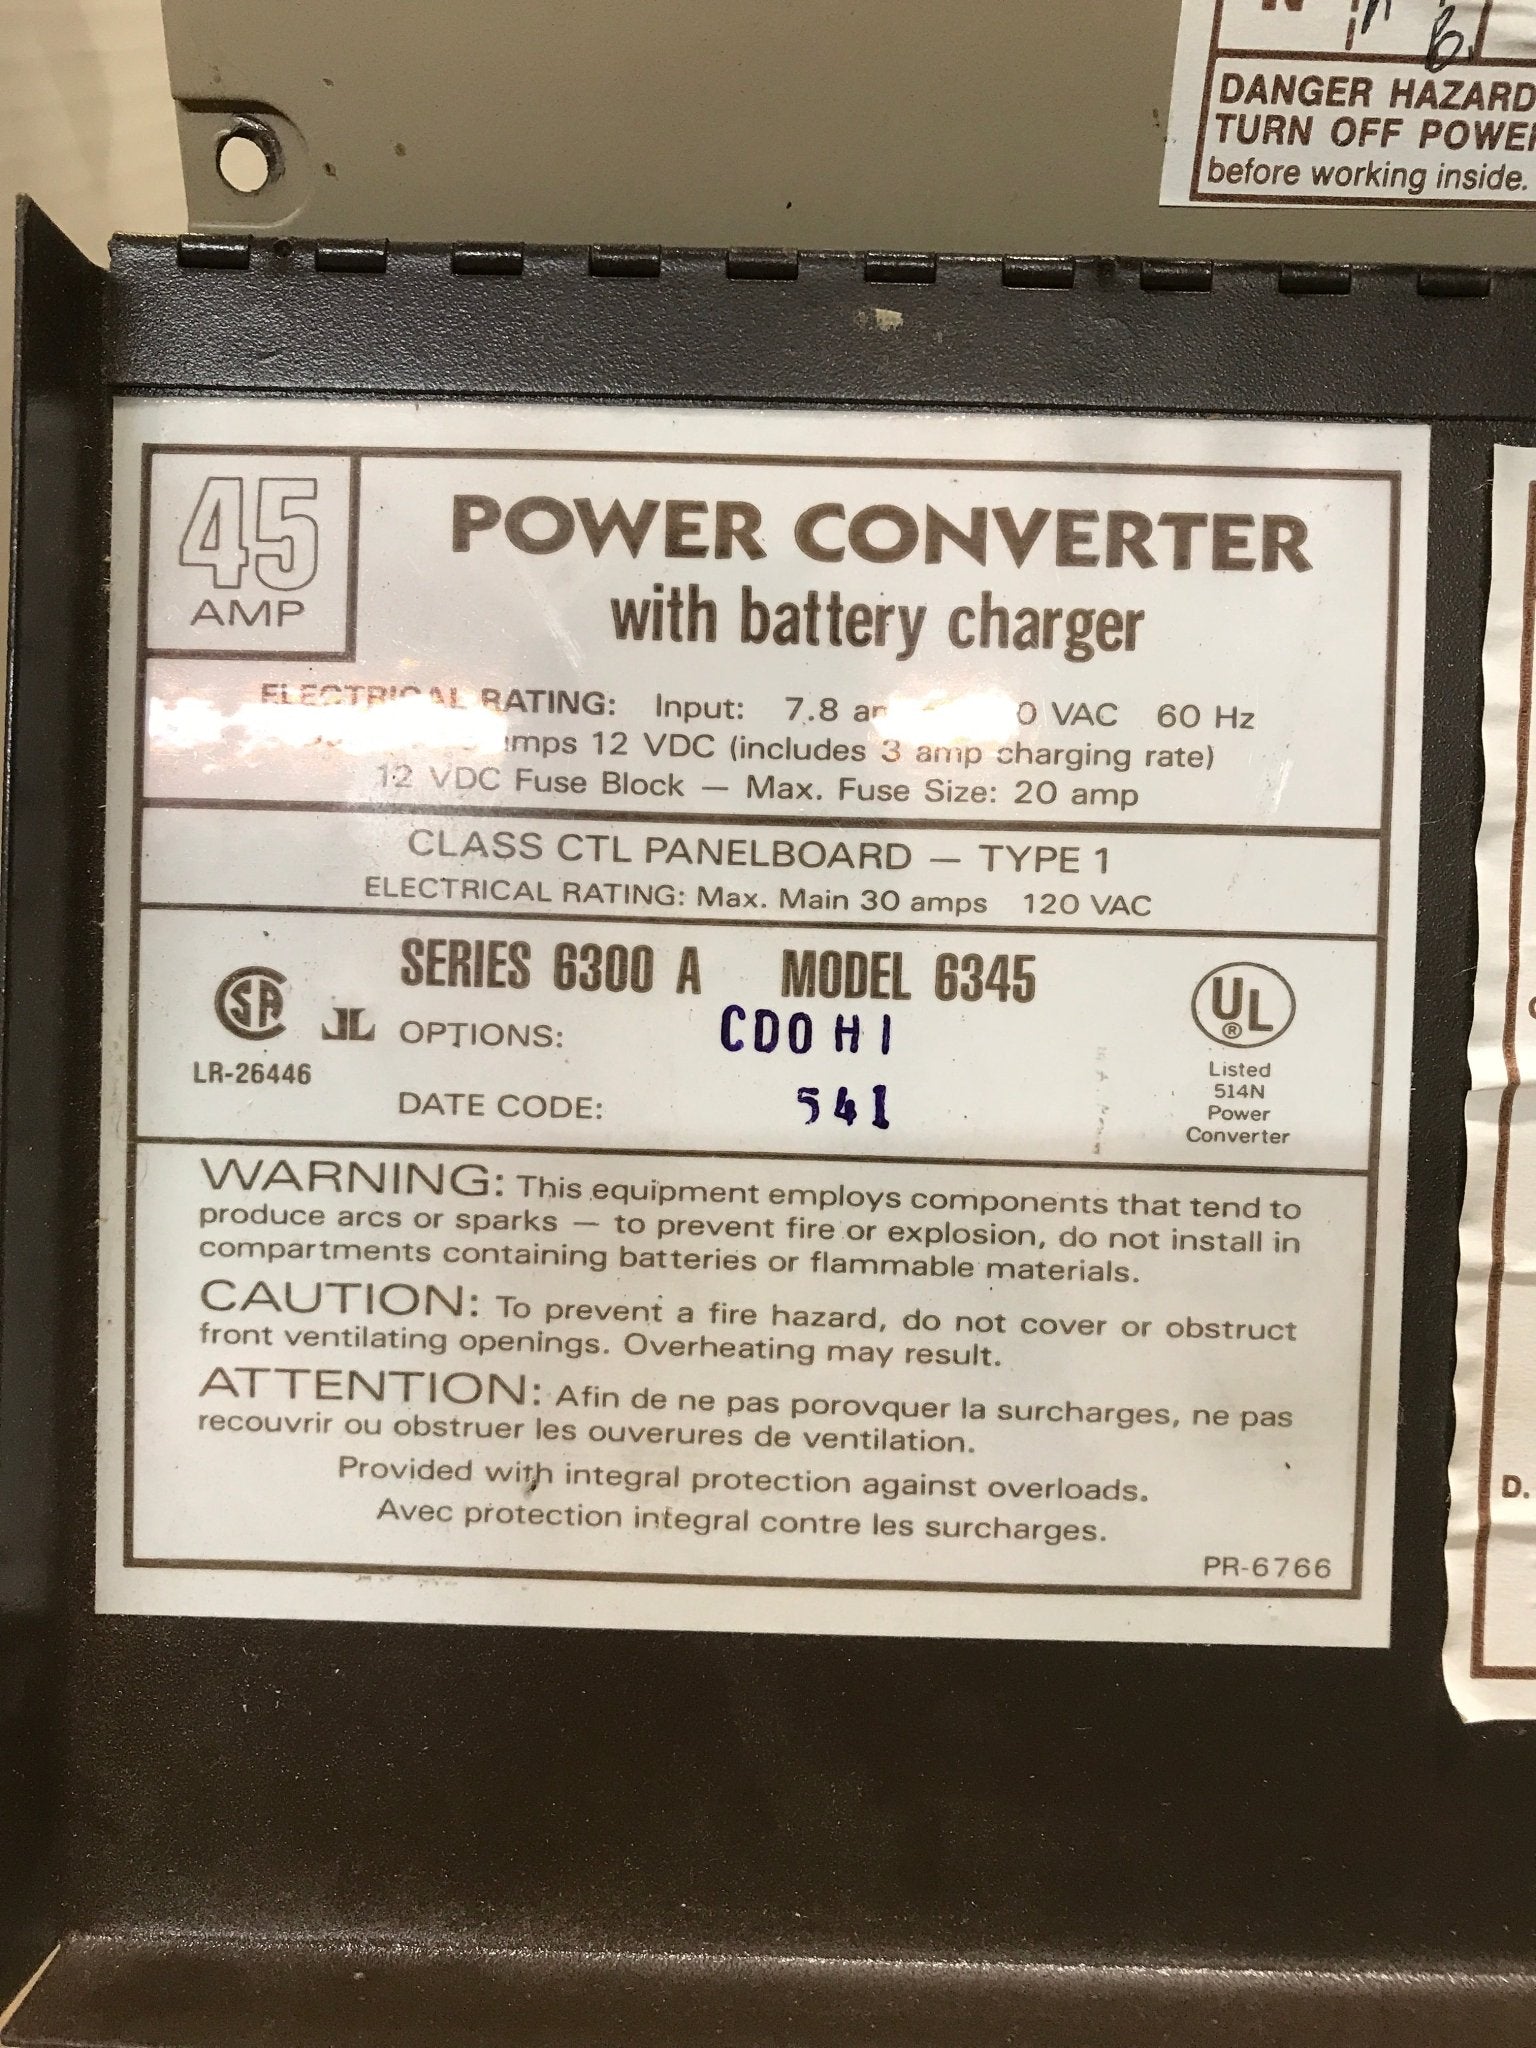 DANGER HAZARD
TURN OFF POWER
before working inside.
45
AMP
POWER CONVERTER
with battery charger
ELECTRICAL RATING: Input: 7.8 0 VAC 60 Hz
amps 12 VDC (includes 3 amp charging rate)
12 VDC Fuse Block — Max. Fuse Size: 20 amp
CLASS CTL PANELBOARD — TYPE 1
ELECTRICAL RATING: Max. Main 30 amps 120 VAC
SERIES 6300 A MODEL 6345
SA
LR-26446
JL OPTIONS: CDO H I
DATE CODE: 541
UL
®
Listed
514N
Power
Converter
WARNING: This equipment employs components that tend to
produce arcs or sparks — to prevent fire or explosion, do not install in
compartments containing batteries or flammable materials.
CAUTION: To prevent a fire hazard, do not cover or obstruct
front ventilating openings. Overheating may result.
ATTENTION: Afin de ne pas porovquer la surcharges, ne pas
recouvrir ou obstruer les ouverures de ventilation.
Provided with integral protection against overloads.
Avec protection integral contre les surcharges.
PR-6766
D.